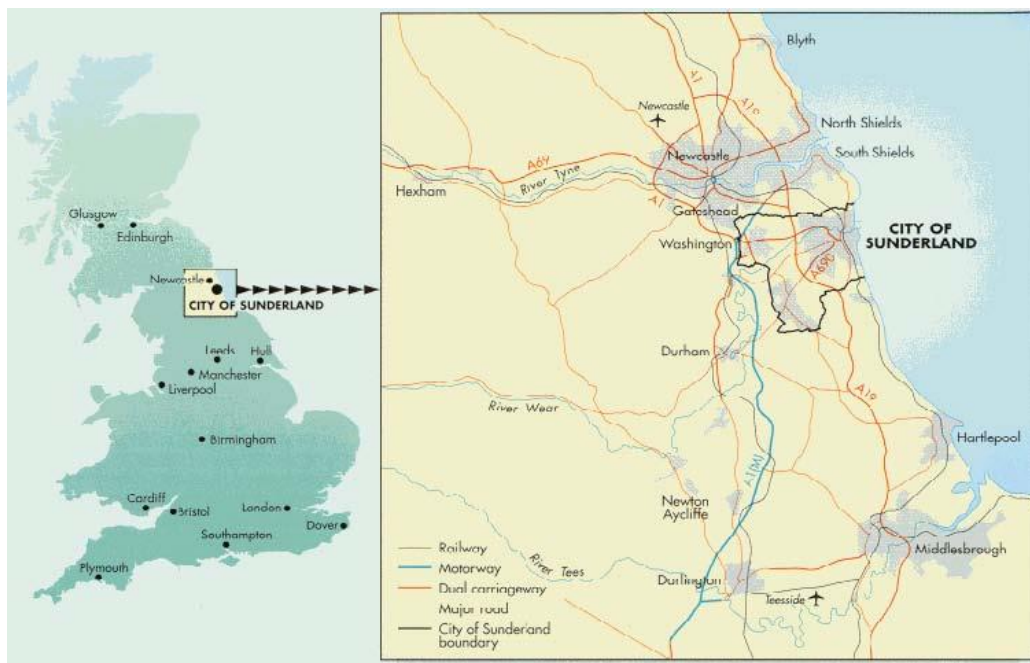 Glasgow
Edinburgh
Newcastle
CITY OF SUNDERLAND
Leeds
Hull
Manchester
Liverpool
Birmingham
Cardiff
Bristol
London
Dover
Southampton
Plymouth
Blyth
A1
A19
Newcastle
North Shields
Newcastle
South Shields
A69
River Tyne
Hexham
A1
Gateshead
Washington
CITY OF
SUNDERLAND
A690
Durham
A19
River Wear
Hartlepool
A1(M)
Newton
Aycliffe
Middlesbrough
River Tees
Darlington
Teesside
Railway
Motorway
Dual carriageway
Major road
City of Sunderland
boundary